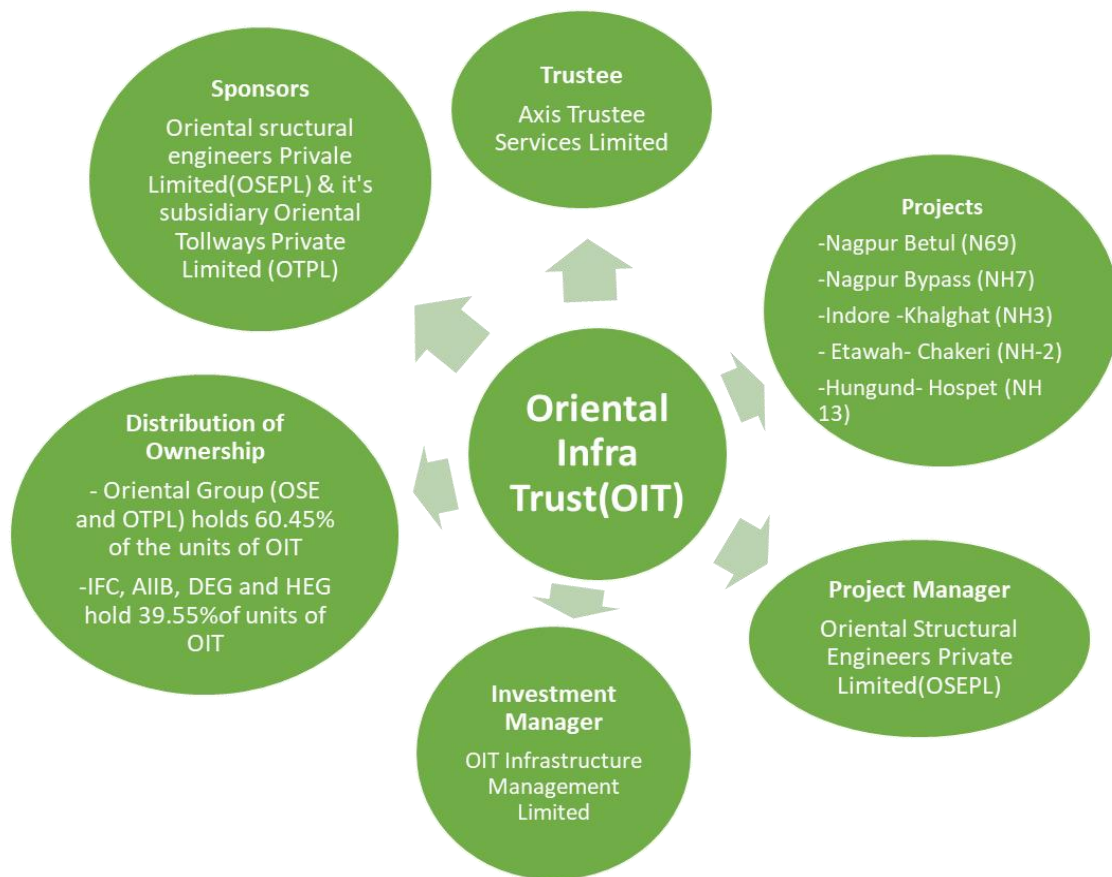 Trustee
Axis Trustee
Services Limited
Sponsors
Oriental sructural
engineers Privale
Limited(OSEPL) & it's
subsidiary Oriental
Tollways Private
Limited (OTPL)
Projects
-Nagpur Betul (N69)
-Nagpur Bypass (NH7)
-Indore -Khalghat (NH3)
- Etawah- Chakeri (NH-2)
-Hungund- Hospet (NH
13)
Oriental
Infra
Trust(OIT)
Distribution of
Ownership
- Oriental Group (OSE
and OTPL) holds 60.45%
of the units of OIT
-IFC, AIIB, DEG and HEG
hold 39.55%of units of
OIT
Project Manager
Oriental Structural
Engineers Private
Limited(OSEPL)
Investment
Manager
OIT Infrastructure
Management
Limited